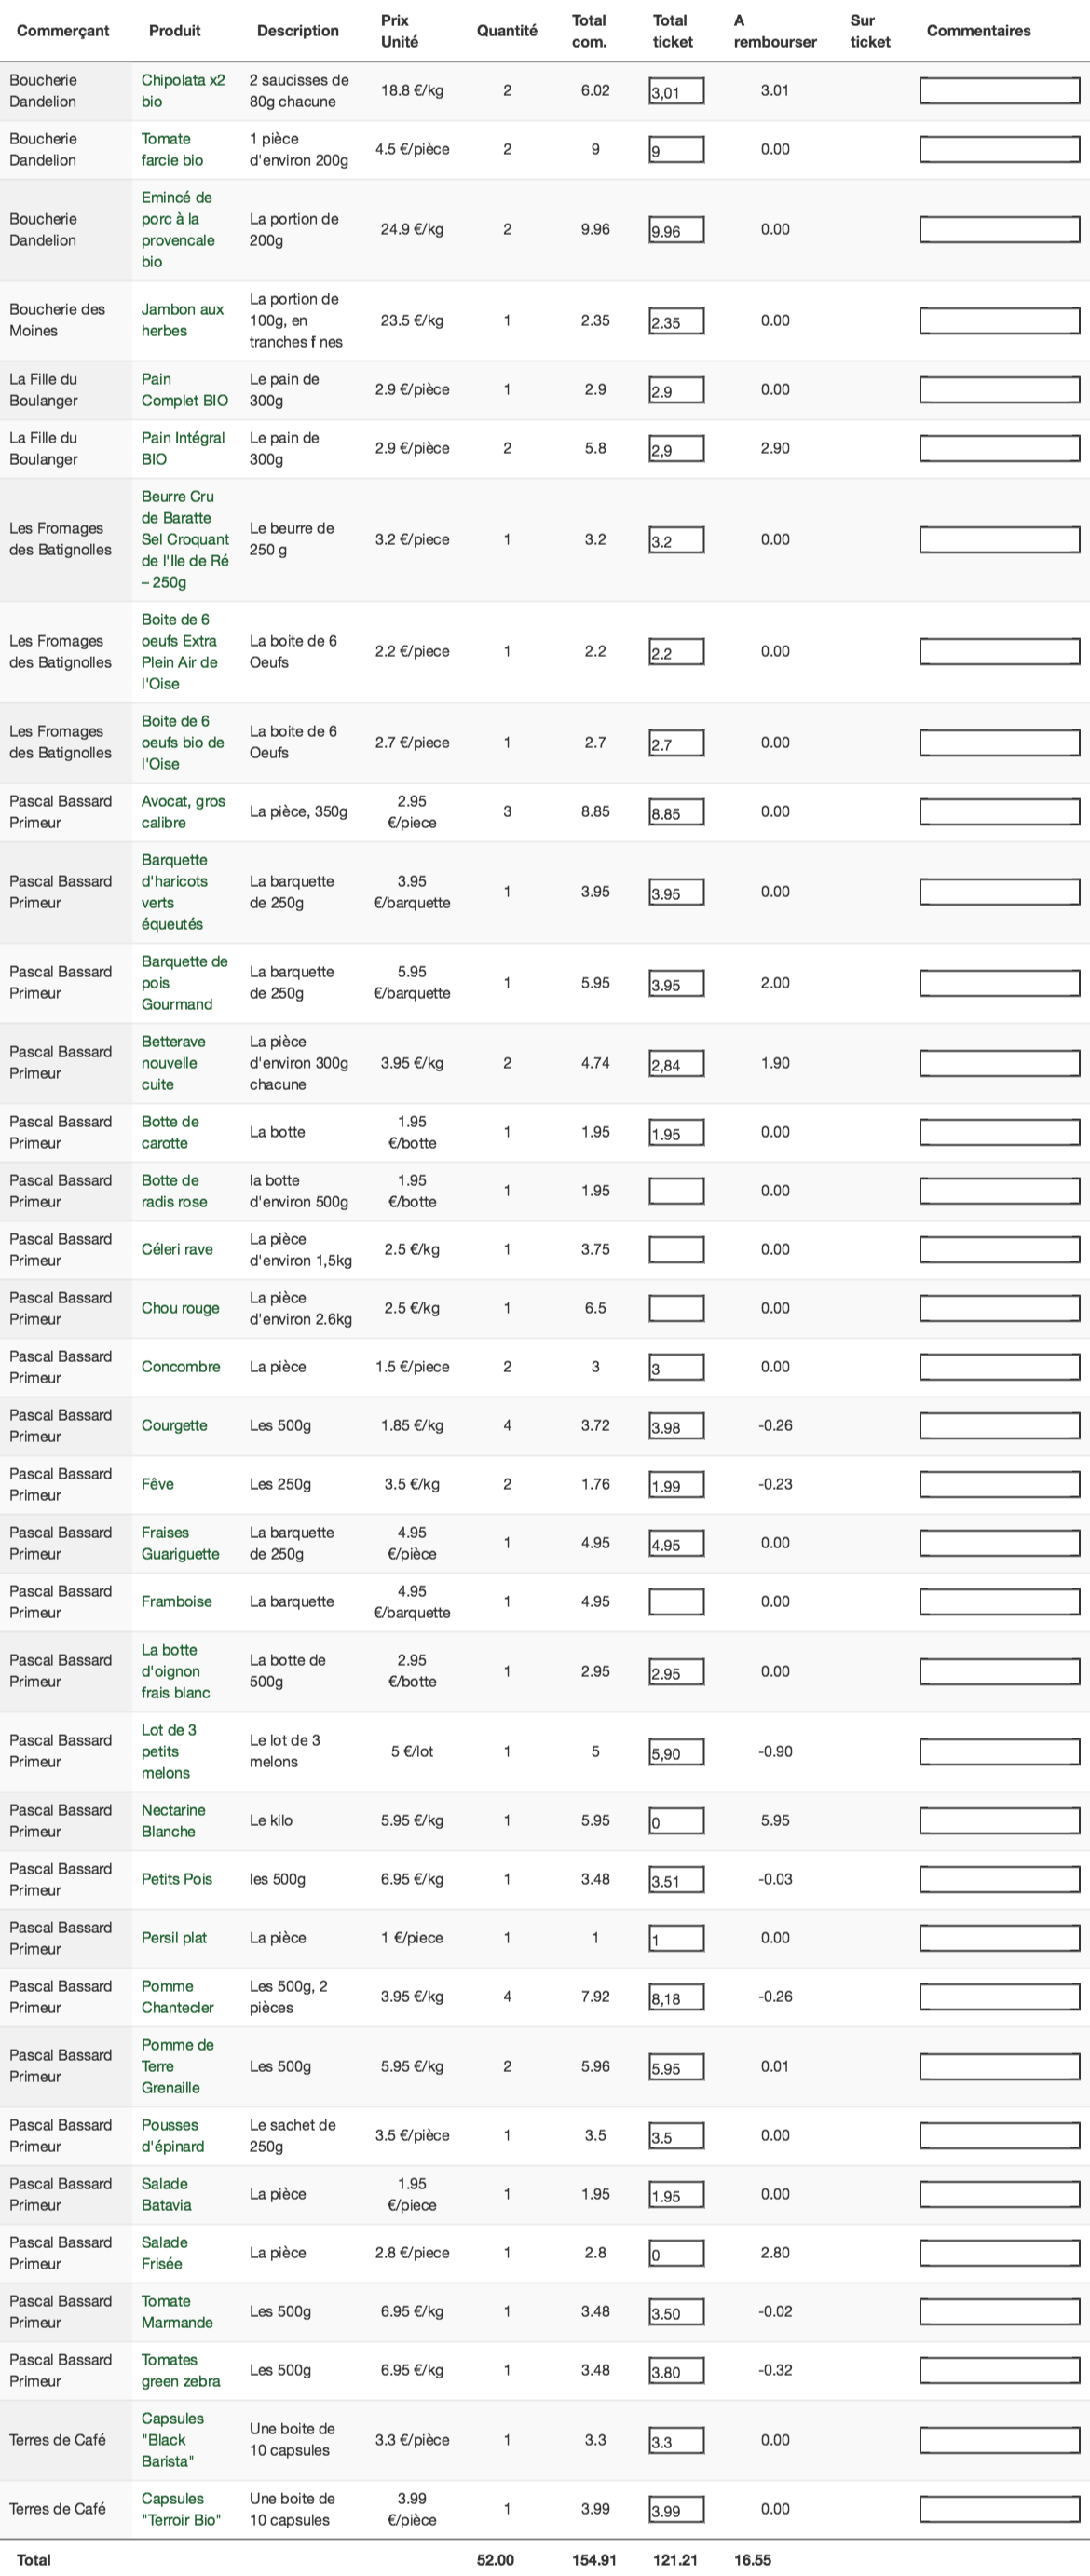 Commerçant Produit Description Prix Unité Quantité Total com. Total ticket A rembourser Sur ticket Commentaires
Boucherie Dandelion Chipolata x2 bio 2 saucisses de 80g chacune 18.8 €/kg 2 6.02 3,01 3.01
Boucherie Dandelion Tomate farcie bio 1 pièce d'environ 200g 4.5 €/pièce 2 9 9 0.00
Boucherie Dandelion Emincé de porc à la provencale bio La portion de 200g 24.9 €/kg 2 9.96 9.96 0.00
Boucherie des Moines Jambon aux herbes La portion de 100g, en tranches f nes 23.5 €/kg 1 2.35 2.35 0.00
La Fille du Boulanger Pain Complet BIO Le pain de 300g 2.9 €/pièce 1 2.9 2.9 0.00
La Fille du Boulanger Pain Intégral BIO Le pain de 300g 2.9 €/pièce 2 5.8 2,9 2.90
Les Fromages des Batignolles Beurre Cru de Baratte Sel Croquant de l'Ile de Ré – 250g Le beurre de 250 g 3.2 €/piece 1 3.2 3.2 0.00
Les Fromages des Batignolles Boite de 6 oeufs Extra Plein Air de l'Oise La boite de 6 Oeufs 2.2 €/piece 1 2.2 2.2 0.00
Les Fromages des Batignolles Boite de 6 oeufs bio de l'Oise La boite de 6 Oeufs 2.7 €/piece 1 2.7 2.7 0.00
Pascal Bassard Primeur Avocat, gros calibre La pièce, 350g 2.95 €/piece 3 8.85 8.85 0.00
Pascal Bassard Primeur Barquette d'haricots verts équeutés La barquette de 250g 3.95 €/barquette 1 3.95 3.95 0.00
Pascal Bassard Primeur Barquette de pois Gourmand La barquette de 250g 5.95 €/barquette 1 5.95 3.95 2.00
Pascal Bassard Primeur Betterave nouvelle cuite La pièce d'environ 300g chacune 3.95 €/kg 2 4.74 2,84 1.90
Pascal Bassard Primeur Botte de carotte La botte 1.95 €/botte 1 1.95 1.95 0.00
Pascal Bassard Primeur Botte de radis rose la botte d'environ 500g 1.95 €/botte 1 1.95 0.00
Pascal Bassard Primeur Céleri rave La pièce d'environ 1,5kg 2.5 €/kg 1 3.75 0.00
Pascal Bassard Primeur Chou rouge La pièce d'environ 2.6kg 2.5 €/kg 1 6.5 0.00
Pascal Bassard Primeur Concombre La pièce 1.5 €/piece 2 3 3 0.00
Pascal Bassard Primeur Courgette Les 500g 1.85 €/kg 4 3.72 3.98 -0.26
Pascal Bassard Primeur Fêve Les 250g 3.5 €/kg 2 1.76 1.99 -0.23
Pascal Bassard Primeur Fraises Guariguette La barquette de 250g 4.95 €/pièce 1 4.95 4.95 0.00
Pascal Bassard Primeur Framboise La barquette 4.95 €/barquette 1 4.95 0.00
Pascal Bassard Primeur La botte d'oignon frais blanc La botte de 500g 2.95 €/botte 1 2.95 2.95 0.00
Pascal Bassard Primeur Lot de 3 petits melons Le lot de 3 melons 5 €/lot 1 5 5,90 -0.90
Pascal Bassard Primeur Nectarine Blanche Le kilo 5.95 €/kg 1 5.95 0 5.95
Pascal Bassard Primeur Petits Pois les 500g 6.95 €/kg 1 3.48 3.51 -0.03
Pascal Bassard Primeur Persil plat La pièce 1 €/piece 1 1 1 0.00
Pascal Bassard Primeur Pomme Chantecler Les 500g, 2 pièces 3.95 €/kg 4 7.92 8,18 -0.26
Pascal Bassard Primeur Pomme de Terre Grenaille Les 500g 5.95 €/kg 2 5.96 5.95 0.01
Pascal Bassard Primeur Pousses d'épinard Le sachet de 250g 3.5 €/pièce 1 3.5 3.5 0.00
Pascal Bassard Primeur Salade Batavia La pièce 1.95 €/piece 1 1.95 1.95 0.00
Pascal Bassard Primeur Salade Frisée La pièce 2.8 €/piece 1 2.8 0 2.80
Pascal Bassard Primeur Tomate Marmande Les 500g 6.95 €/kg 1 3.48 3.50 -0.02
Pascal Bassard Primeur Tomates green zebra Les 500g 6.95 €/kg 1 3.48 3.80 -0.32
Terres de Café Capsules "Black Barista" Une boite de 10 capsules 3.3 €/pièce 1 3.3 3.3 0.00
Terres de Café Capsules "Terroir Bio" Une boite de 10 capsules 3.99 €/pièce 1 3.99 3.99 0.00
Total 52.00 154.91 121.21 16.55